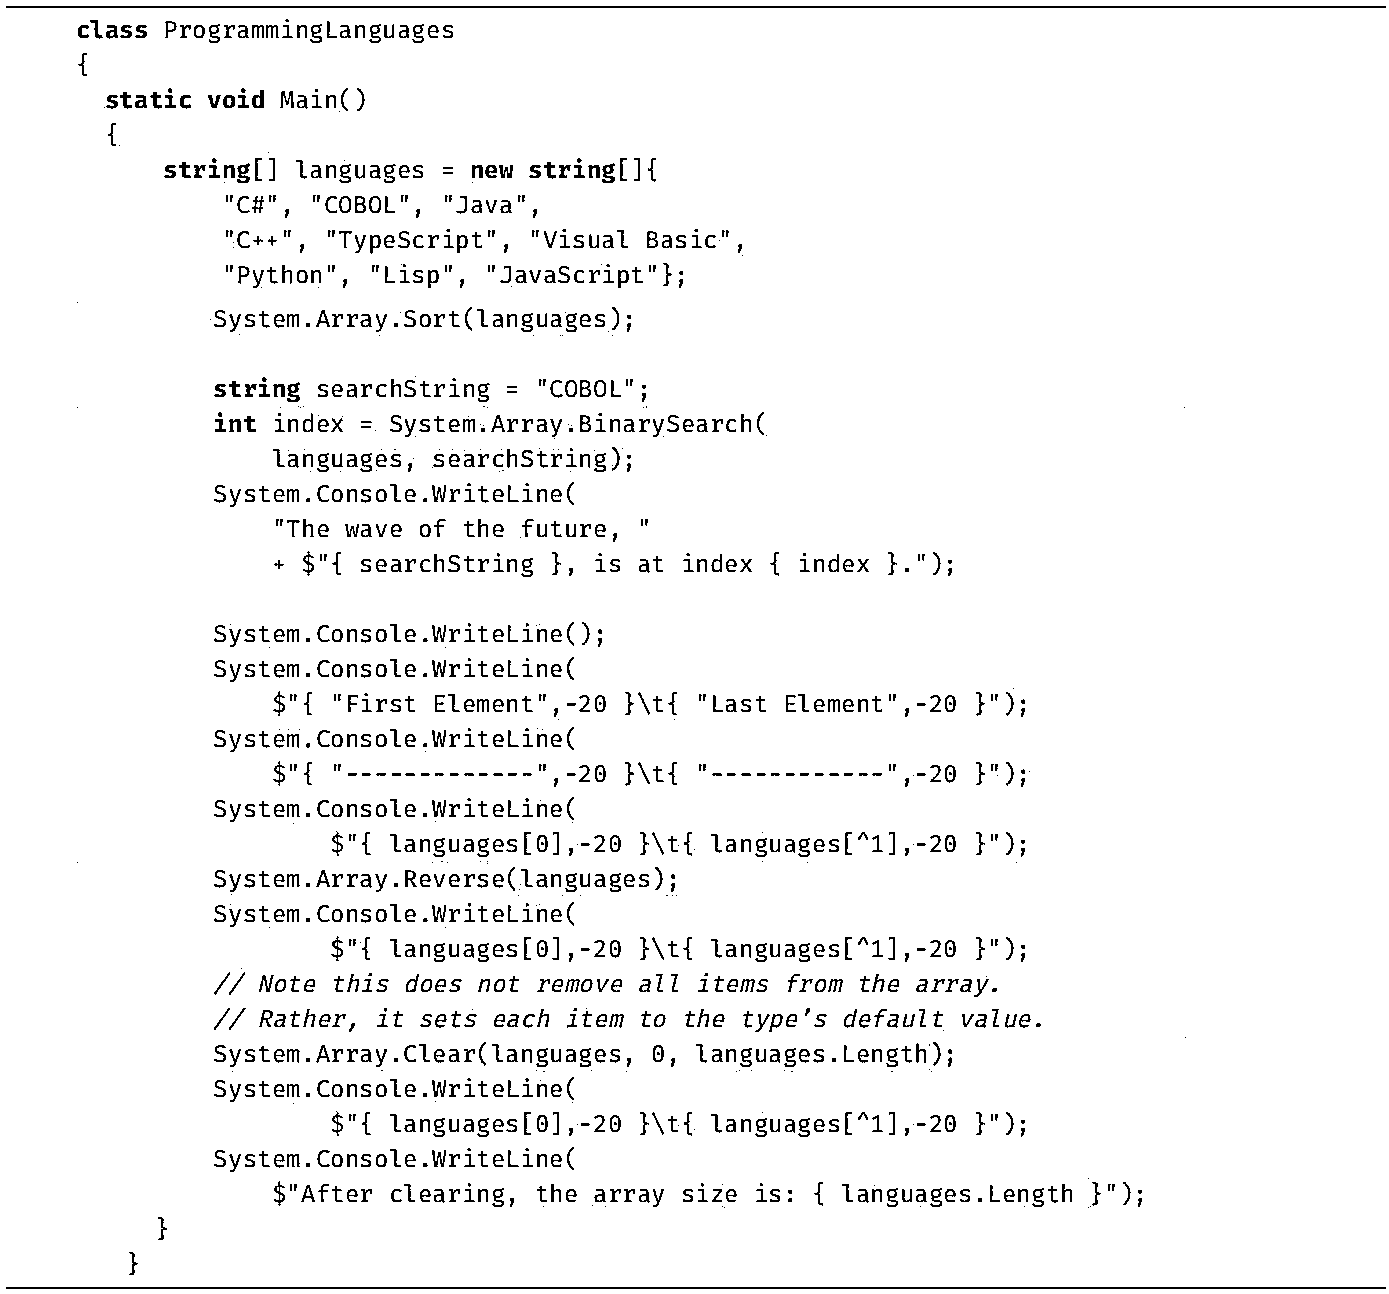 class ProgrammingLanguages
{
static void Main()
{
string[] languages = new string[]{
"C#", "COBOL", "Java",
"C++", "TypeScript", "Visual Basic",
"Python", "Lisp", "JavaScript"};
System.Array.Sort(languages);
string searchString = "COBOL";
int index = System.Array.BinarySearch(
languages, searchString);
System.Console.WriteLine(
"The wave of the future, "
+ $"{ searchString }, is at index { index }.");
System.Console.WriteLine();
System.Console.WriteLine(
$"{ "First Element",-20 }\t{ "Last Element",-20 }");
System.Console.WriteLine(
$"{ "-------------",-20 }\t{ "------------",-20 }");
System.Console.WriteLine(
$"{ languages[0],-20 }\t{ languages[^1],-20 }");
System.Array.Reverse(languages);
System.Console.WriteLine(
$"{ languages[0],-20 }\t{ languages[^1],-20 }");
// Note this does not remove all items from the array.
// Rather, it sets each item to the type's default value.
System.Array.Clear(languages, 0, languages.Length);
System.Console.WriteLine(
$"{ languages[0],-20 }\t{ languages[^1],-20 }");
System.Console.WriteLine(
$"After clearing, the array size is: { languages.Length }");
}
}